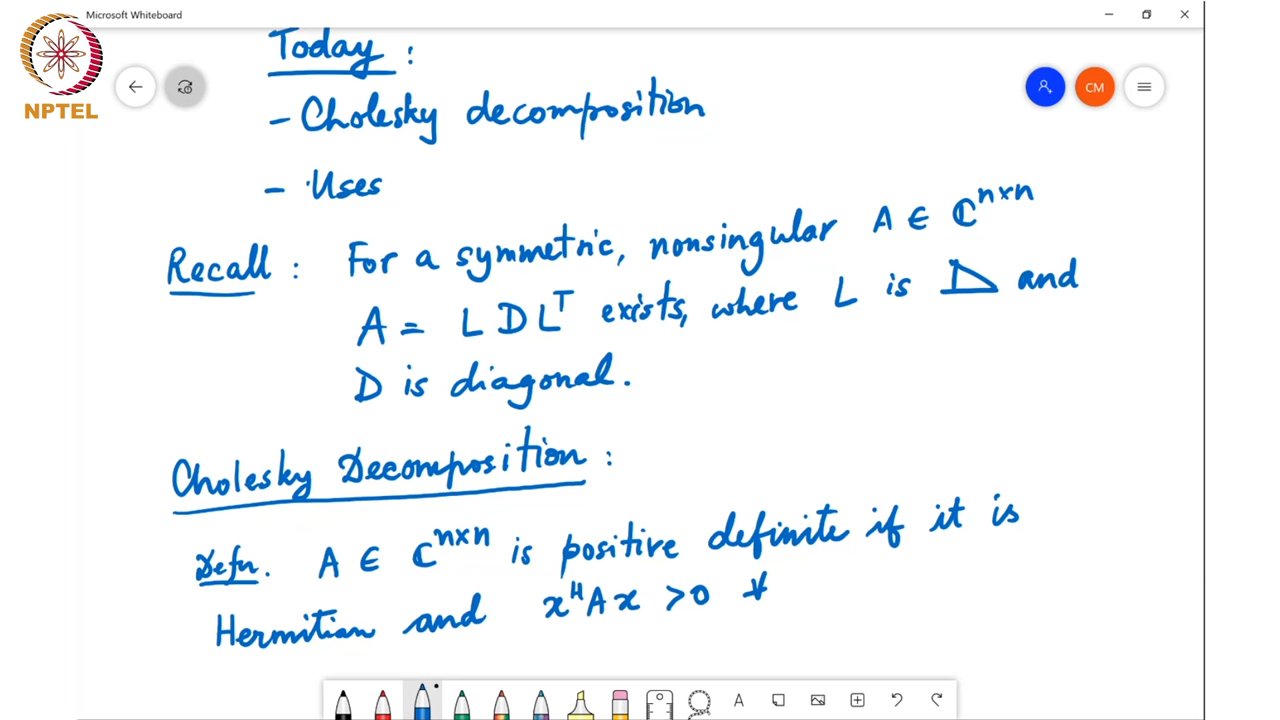 Microsoft Whiteboard
NPTEL
CM
Today :
- Cholesky decomposition
- Uses
Recall : For a symmetric, nonsingular A ∈ ℂ^{n×n}
A = L D L^T exists, where L is ◺ and
D is diagonal.
Cholesky Decomposition :
Defn. A ∈ ℂ^{n×n} is positive definite if it is
Hermitian and x^H A x > 0 ∀
A